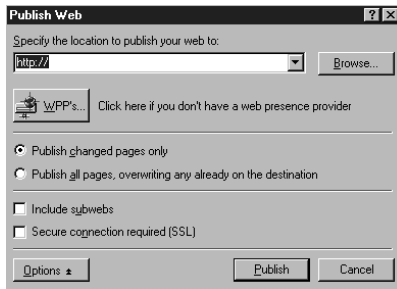 Publish Web
Specify the location to publish your web to:
http://
Browse...
WPP's...
Click here if you don't have a web presence provider
Publish changed pages only
Publish all pages, overwriting any already on the destination
Include subwebs
Secure connection required (SSL)
Options
Publish
Cancel